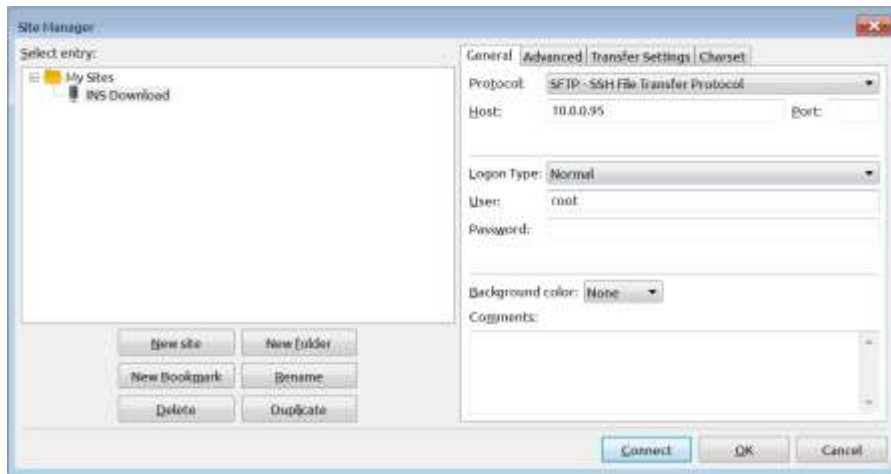 Site Manager
Select entry:
My Sites
INS Download
New site
New Folder
New Bookmark
Rename
Delete
Duplicate
General Advanced Transfer Settings Charset
Protocol: SFTP - SSH File Transfer Protocol
Host: 10.0.0.95 Port:
Logon Type: Normal
User: root
Password:
Background color: None
Comments:
Connect OK Cancel